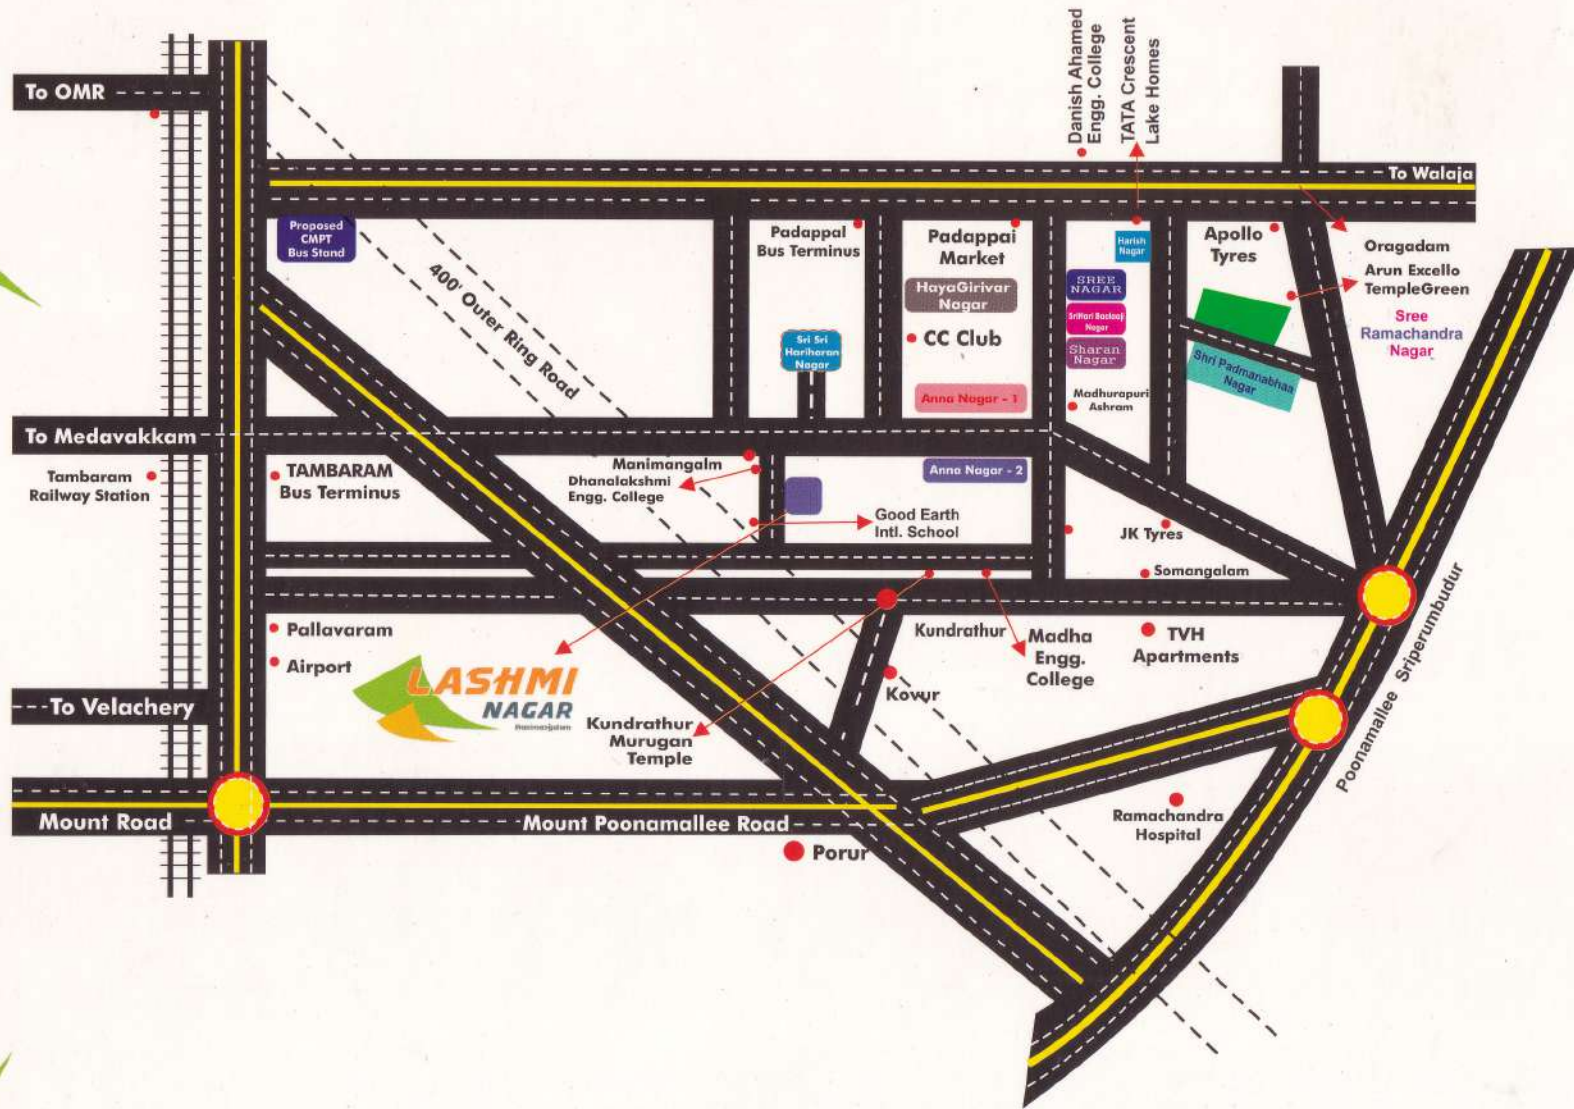 Danish Ahamed
Engg. College
TATA Crescent
Lake Homes
To OMR
To Walaja
Proposed
CMPT
Bus Stand
400' Outer Ring Road
Padappal
Bus Terminus
Padappai
Market
HayaGirivar
Nagar
CC Club
Sri Sri
Hariharan
Nagar
Anna Nagar - 1
Harish
Nagar
SREE
NAGAR
SriHari Baalaaji
Nagar
Sharan
Nagar
Madhurapuri
Ashram
Apollo
Tyres
Shri Padmanabhaa
Nagar
Oragadam
Arun Excello
TempleGreen
Sree
Ramachandra
Nagar
To Medavakkam
Tambaram
Railway Station
TAMBARAM
Bus Terminus
Manimangalm
Dhanalakshmi
Engg. College
Anna Nagar - 2
Good Earth
Intl. School
JK Tyres
Somangalam
Pallavaram
Airport
LASHMI
NAGAR
Manimangalam
Kundrathur
Madha
Engg.
College
TVH
Apartments
Kovur
To Velachery
Kundrathur
Murugan
Temple
Poonamallee Sriperumbudur
Mount Road
Mount Poonamallee Road
Porur
Ramachandra
Hospital